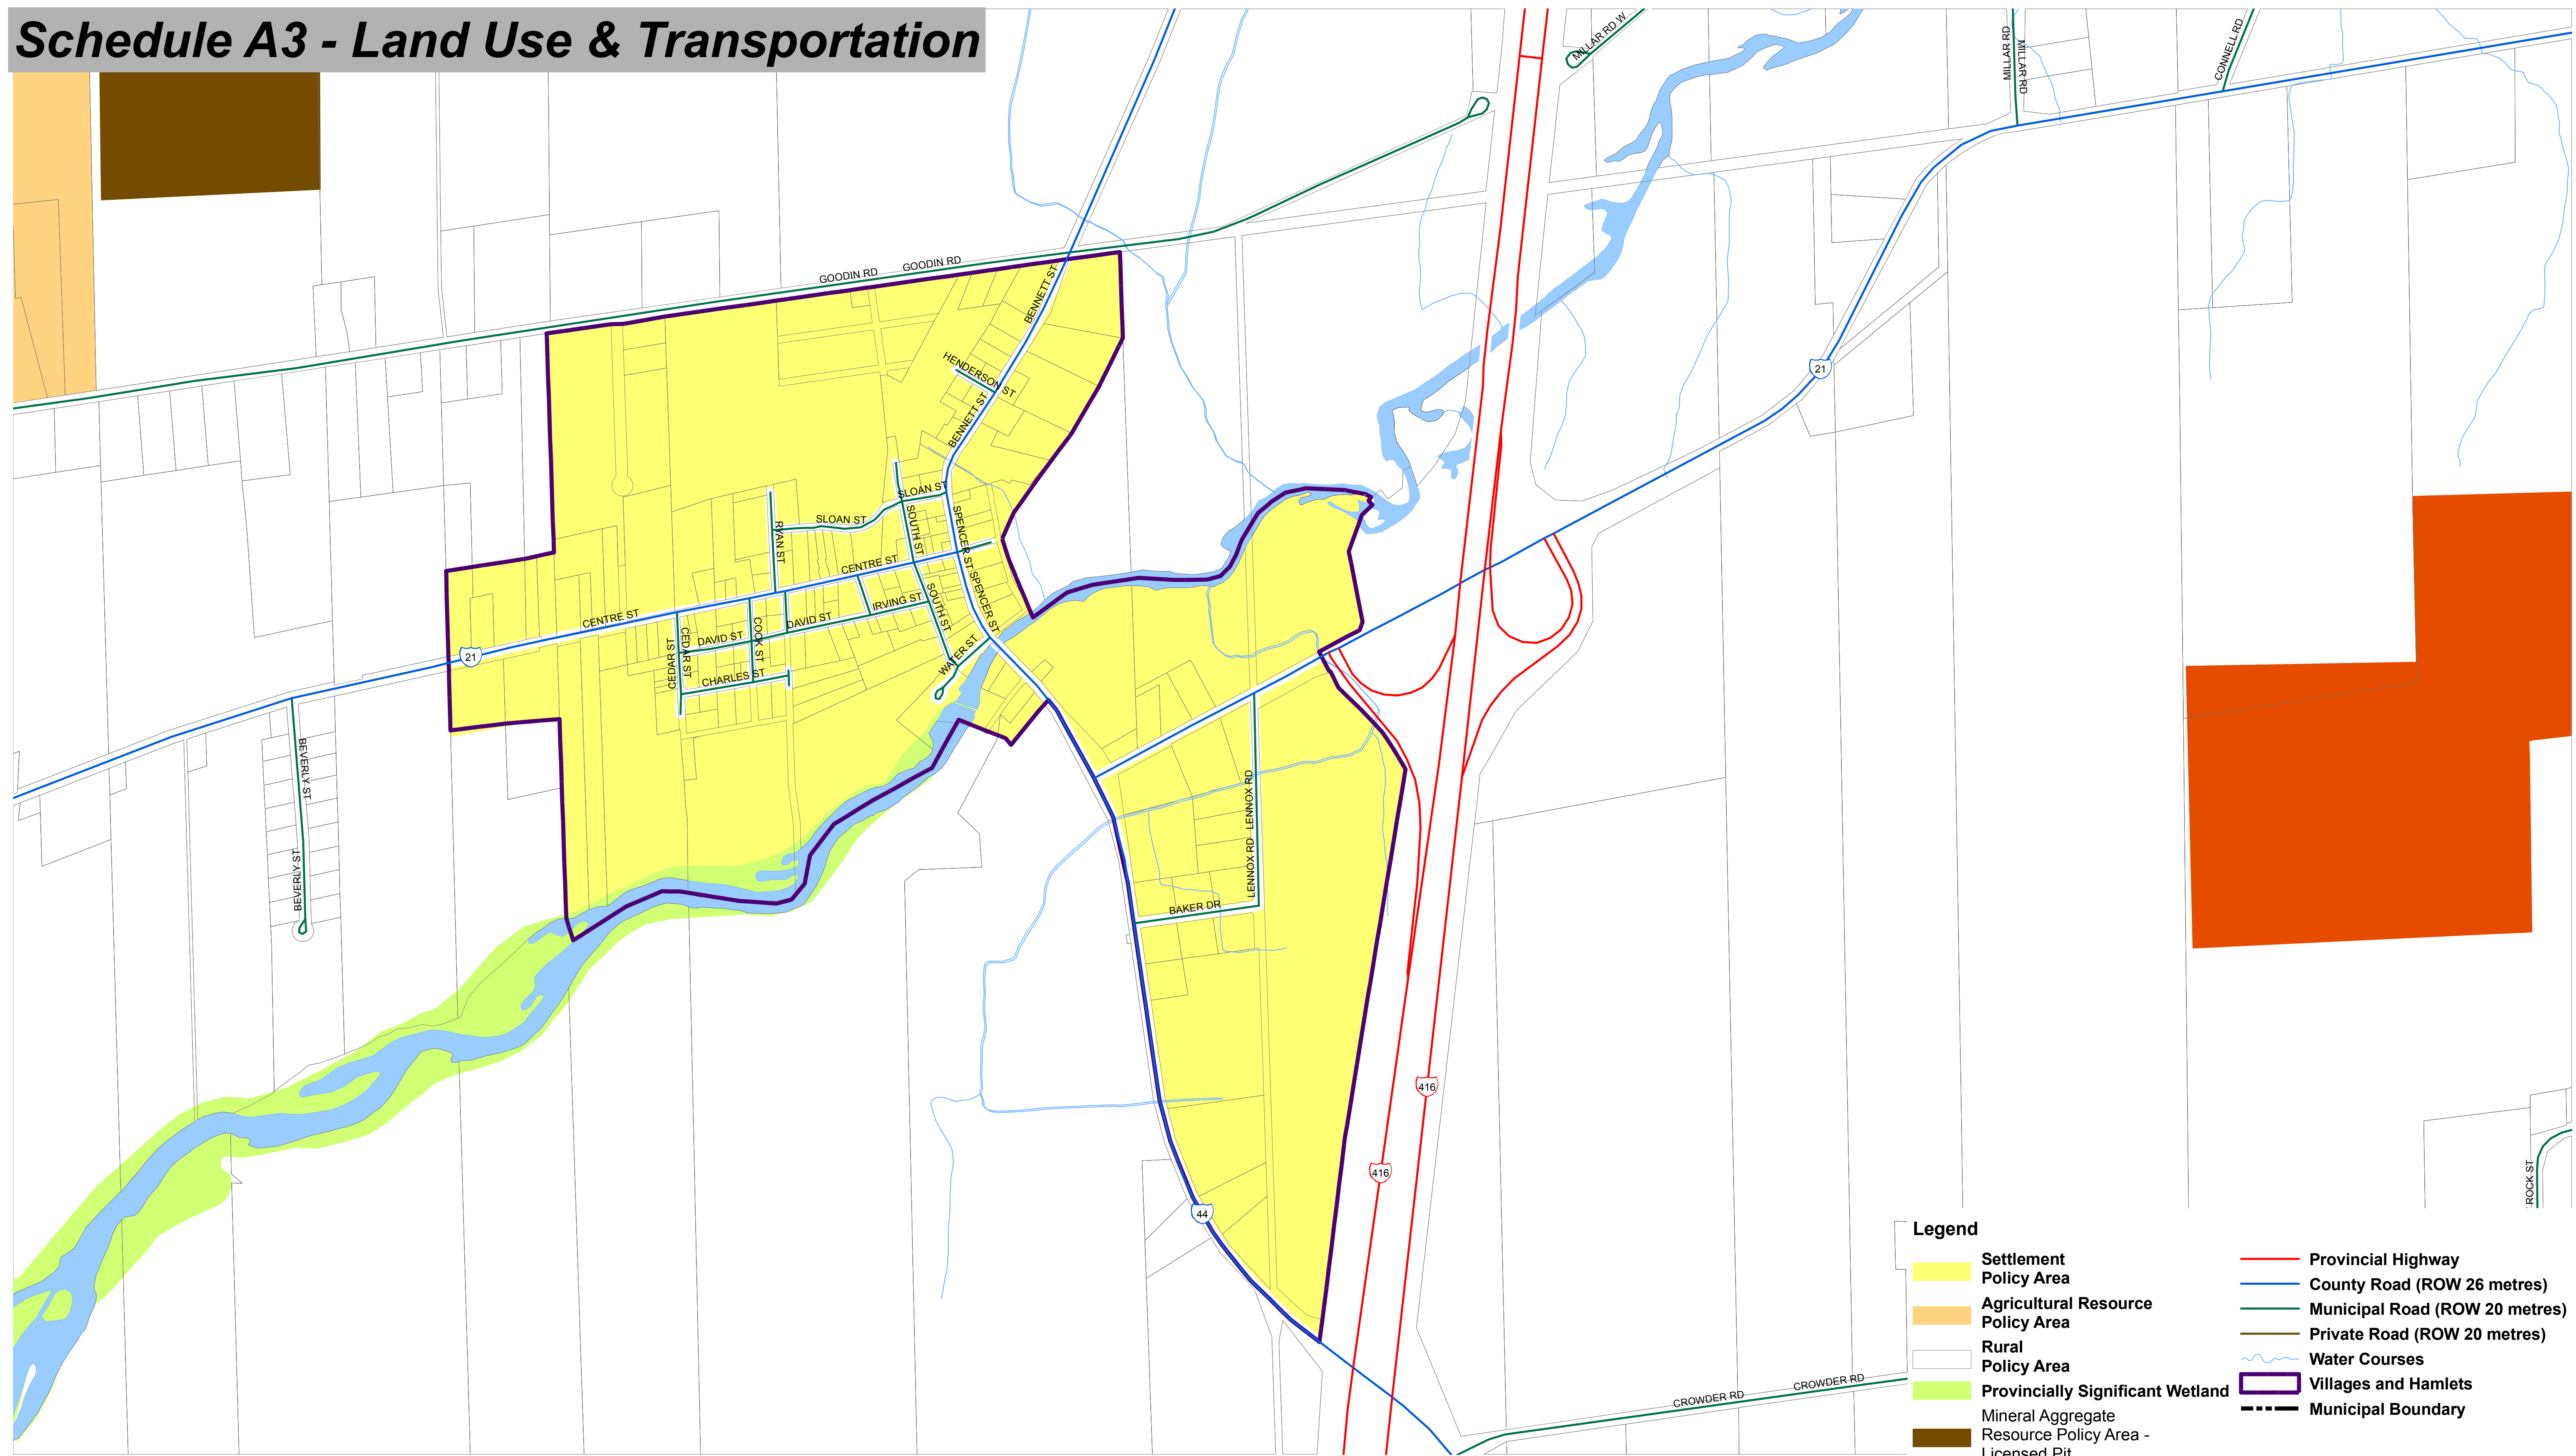 Schedule A3 - Land Use & Transportation
MILLAR RD W
MILLAR RD
MILLAR RD
CONNELL RD
GOODIN RD
GOODIN RD
BENNETT ST
HENDERSON ST
BENNETT ST
21
SLOAN ST
SLOAN ST
RYAN ST
SOUTH ST
SPENCER ST
CENTRE ST
SPENCER ST
SOUTH ST
IRVING ST
CENTRE ST
DAVID ST
DAVID ST
COOK ST
CEDAR ST
CEDAR ST
WATER ST
CHARLES ST
21
BEVERLY ST
BEVERLY ST
LENNOX RD
LENNOX RD
BAKER DR
416
416
44
ROCK ST
CROWDER RD
CROWDER RD
Legend
Settlement
Policy Area
Agricultural Resource
Policy Area
Rural
Policy Area
Provincially Significant Wetland
Mineral Aggregate
Resource Policy Area -
Licensed Pit
Provincial Highway
County Road (ROW 26 metres)
Municipal Road (ROW 20 metres)
Private Road (ROW 20 metres)
Water Courses
Villages and Hamlets
Municipal Boundary